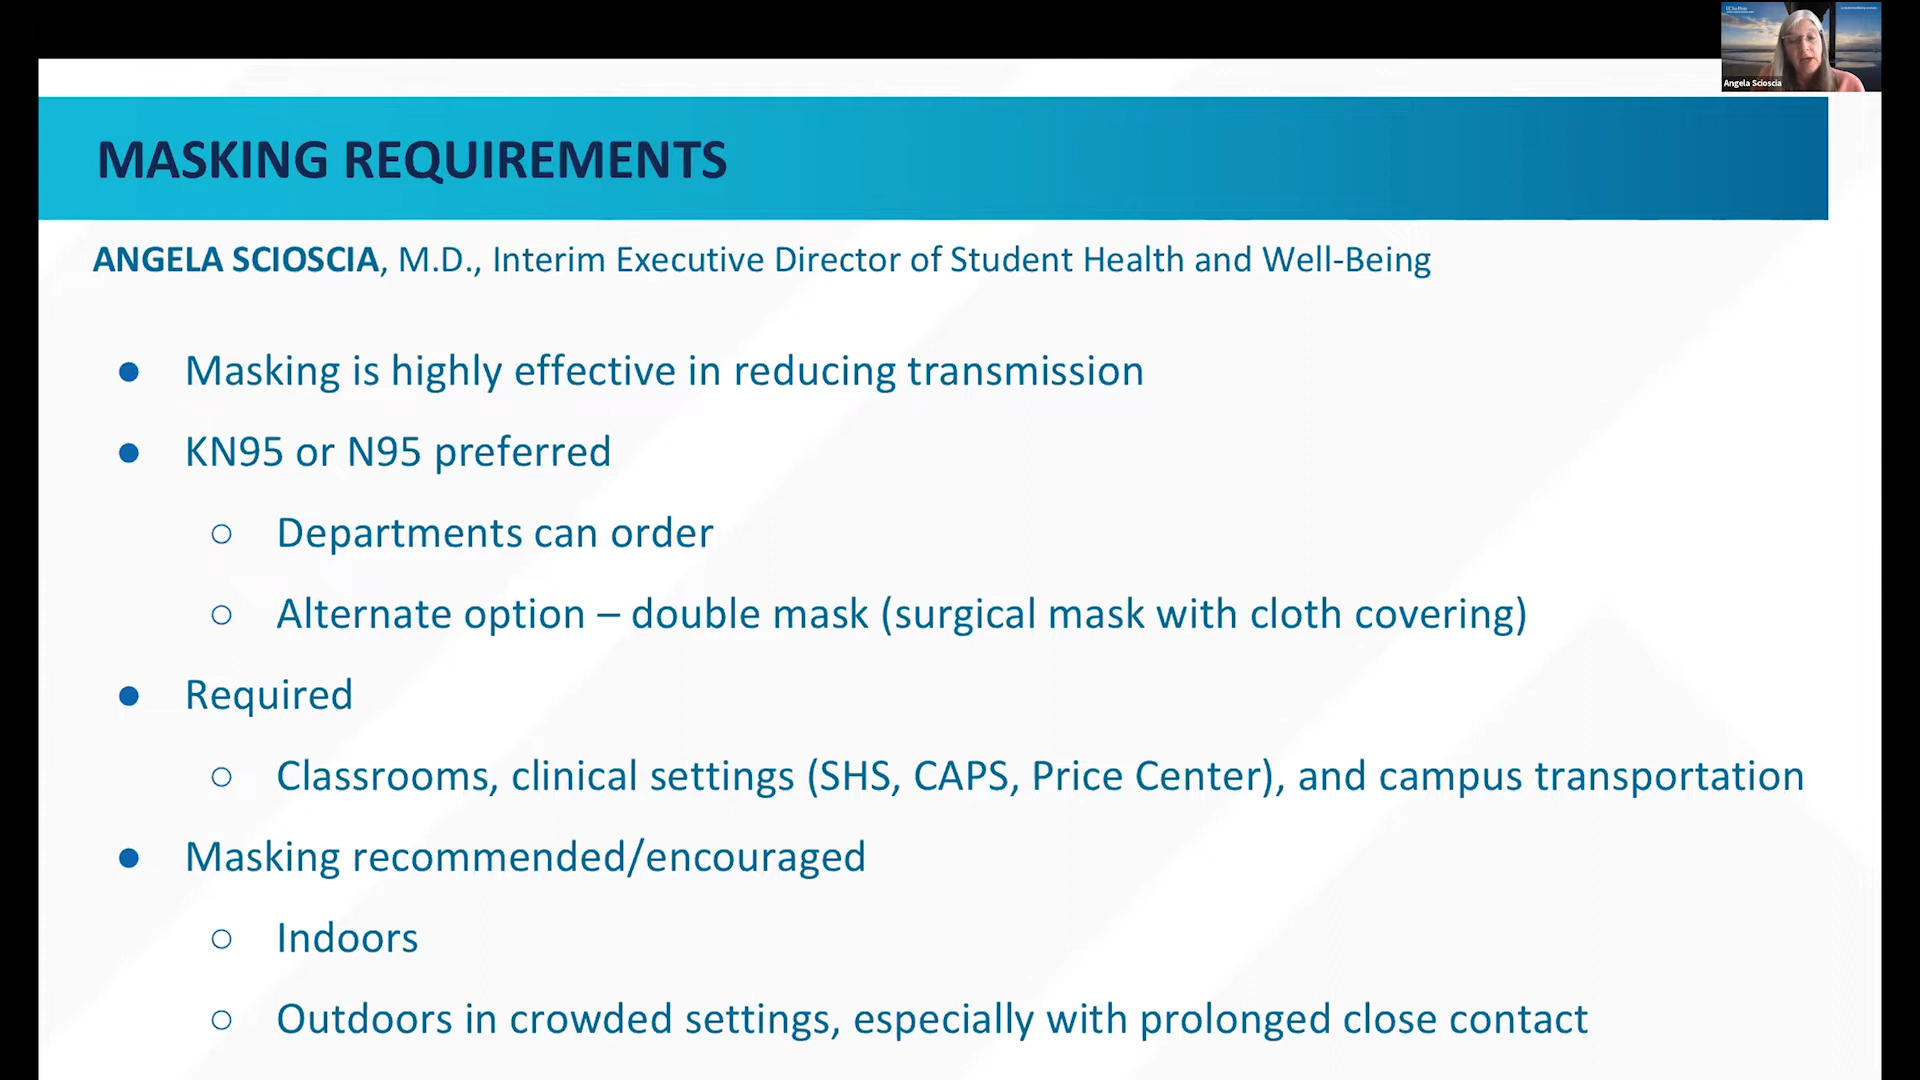 UC San Diego
Angela Scioscia
MASKING REQUIREMENTS
ANGELA SCIOSCIA, M.D., Interim Executive Director of Student Health and Well-Being
● Masking is highly effective in reducing transmission
● KN95 or N95 preferred
○ Departments can order
○ Alternate option – double mask (surgical mask with cloth covering)
● Required
○ Classrooms, clinical settings (SHS, CAPS, Price Center), and campus transportation
● Masking recommended/encouraged
○ Indoors
○ Outdoors in crowded settings, especially with prolonged close contact